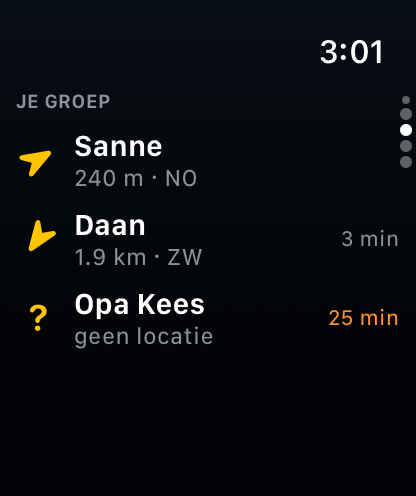 3:01
JE GROEP
Sanne
240 m · NO
Daan
1.9 km · ZW
3 min
?
Opa Kees
geen locatie
25 min